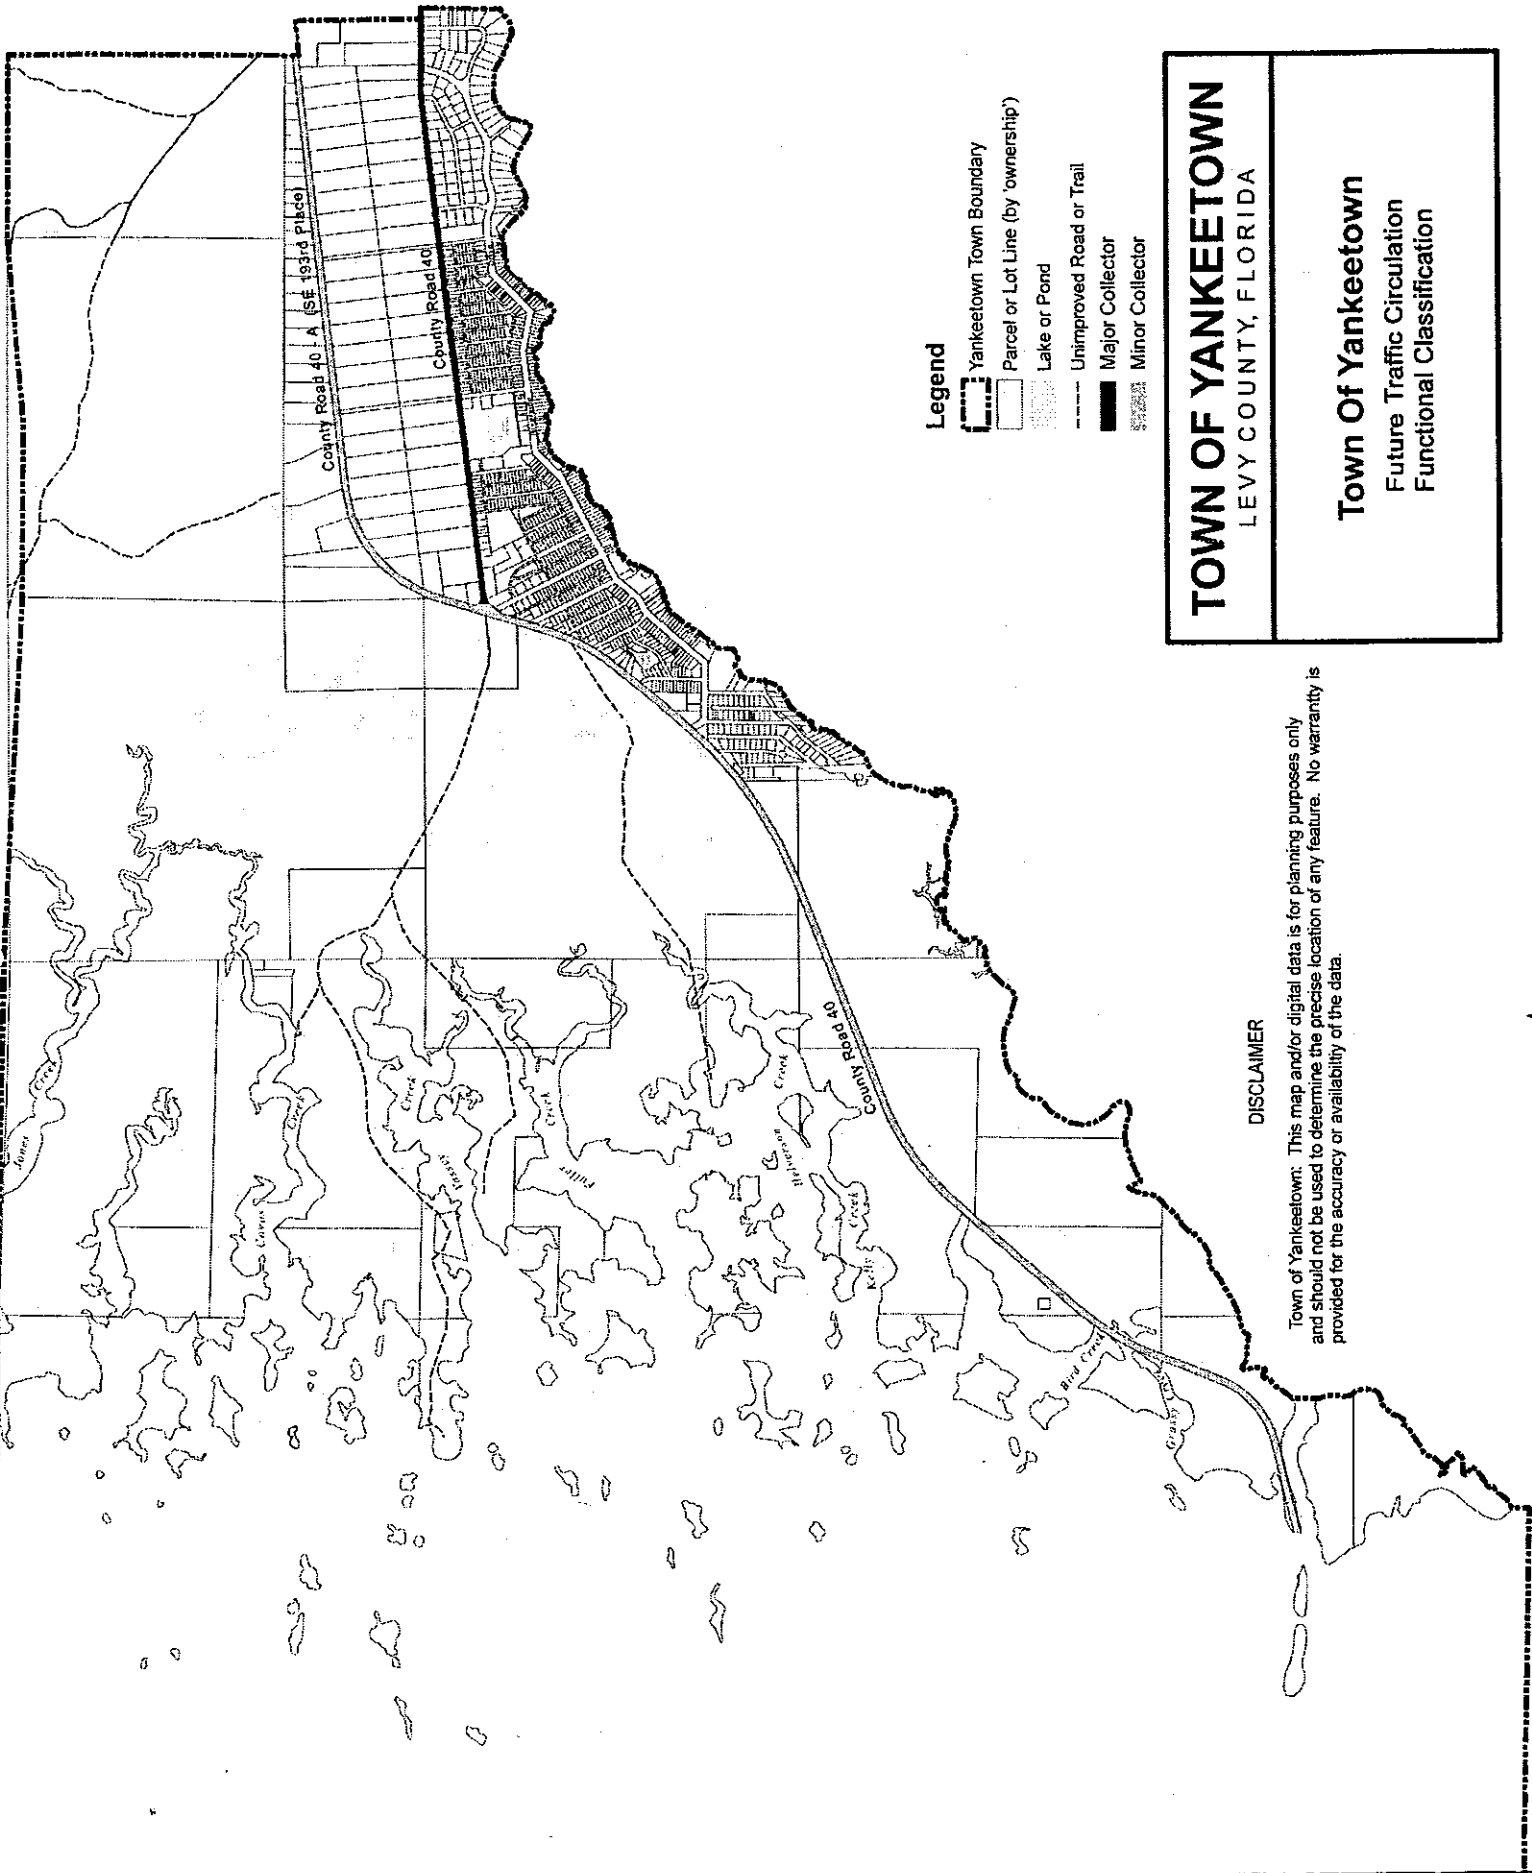 TOWN OF YANKEETOWN
LEVY COUNTY, FLORIDA
Town Of Yankeetown
Future Traffic Circulation
Functional Classification
Legend
Yankeetown Town Boundary
Parcel or Lot Line (by 'ownership')
Lake or Pond
Unimproved Road or Trail
Major Collector
Minor Collector
DISCLAIMER
Town of Yankeetown: This map and/or digital data is for planning purposes only
and should not be used to determine the precise location of any feature. No warrantty is
provided for the accuracy or availability of the data.
County Road 40 - A (SE 193rd Place)
County Road 40
County Road 40
Jones
Creek
Creek
Creek
Creek
Creek
Creek
Kelly
Bird Creek
Grassy